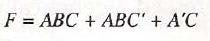 F = ABC + ABC′ + A′C